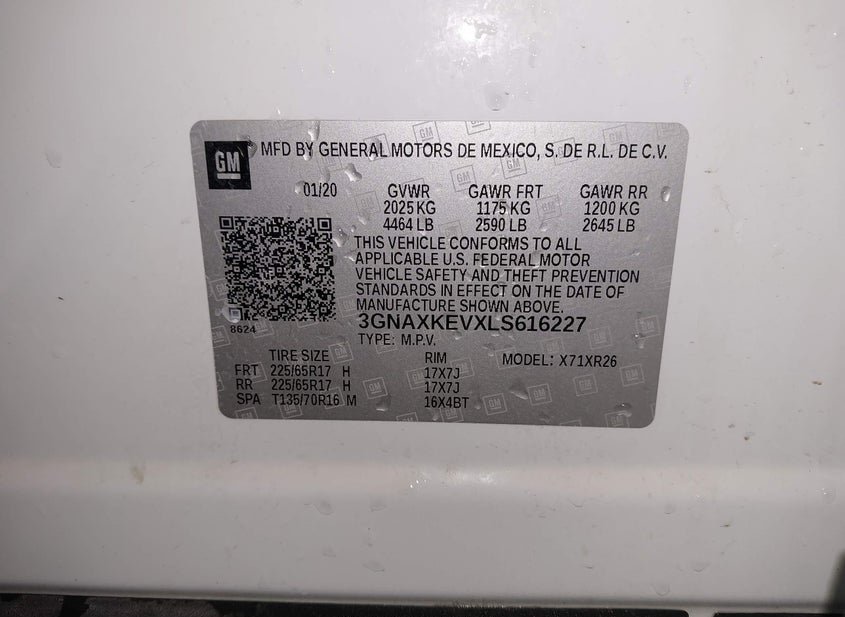 GM MFD BY GENERAL MOTORS DE MEXICO, S. DE R.L. DE C.V.
01/20 GVWR GAWR FRT GAWR RR
2025 KG 1175 KG 1200 KG
4464 LB 2590 LB 2645 LB
THIS VEHICLE CONFORMS TO ALL
APPLICABLE U.S. FEDERAL MOTOR
VEHICLE SAFETY AND THEFT PREVENTION
STANDARDS IN EFFECT ON THE DATE OF
MANUFACTURE SHOWN ABOVE.
8624 3GNAXKEVXLS616227
TYPE: M.P.V.
TIRE SIZE RIM MODEL: X71XR26
FRT 225/65R17 H 17X7J
RR 225/65R17 H 17X7J
SPA T135/70R16 M 16X4BT